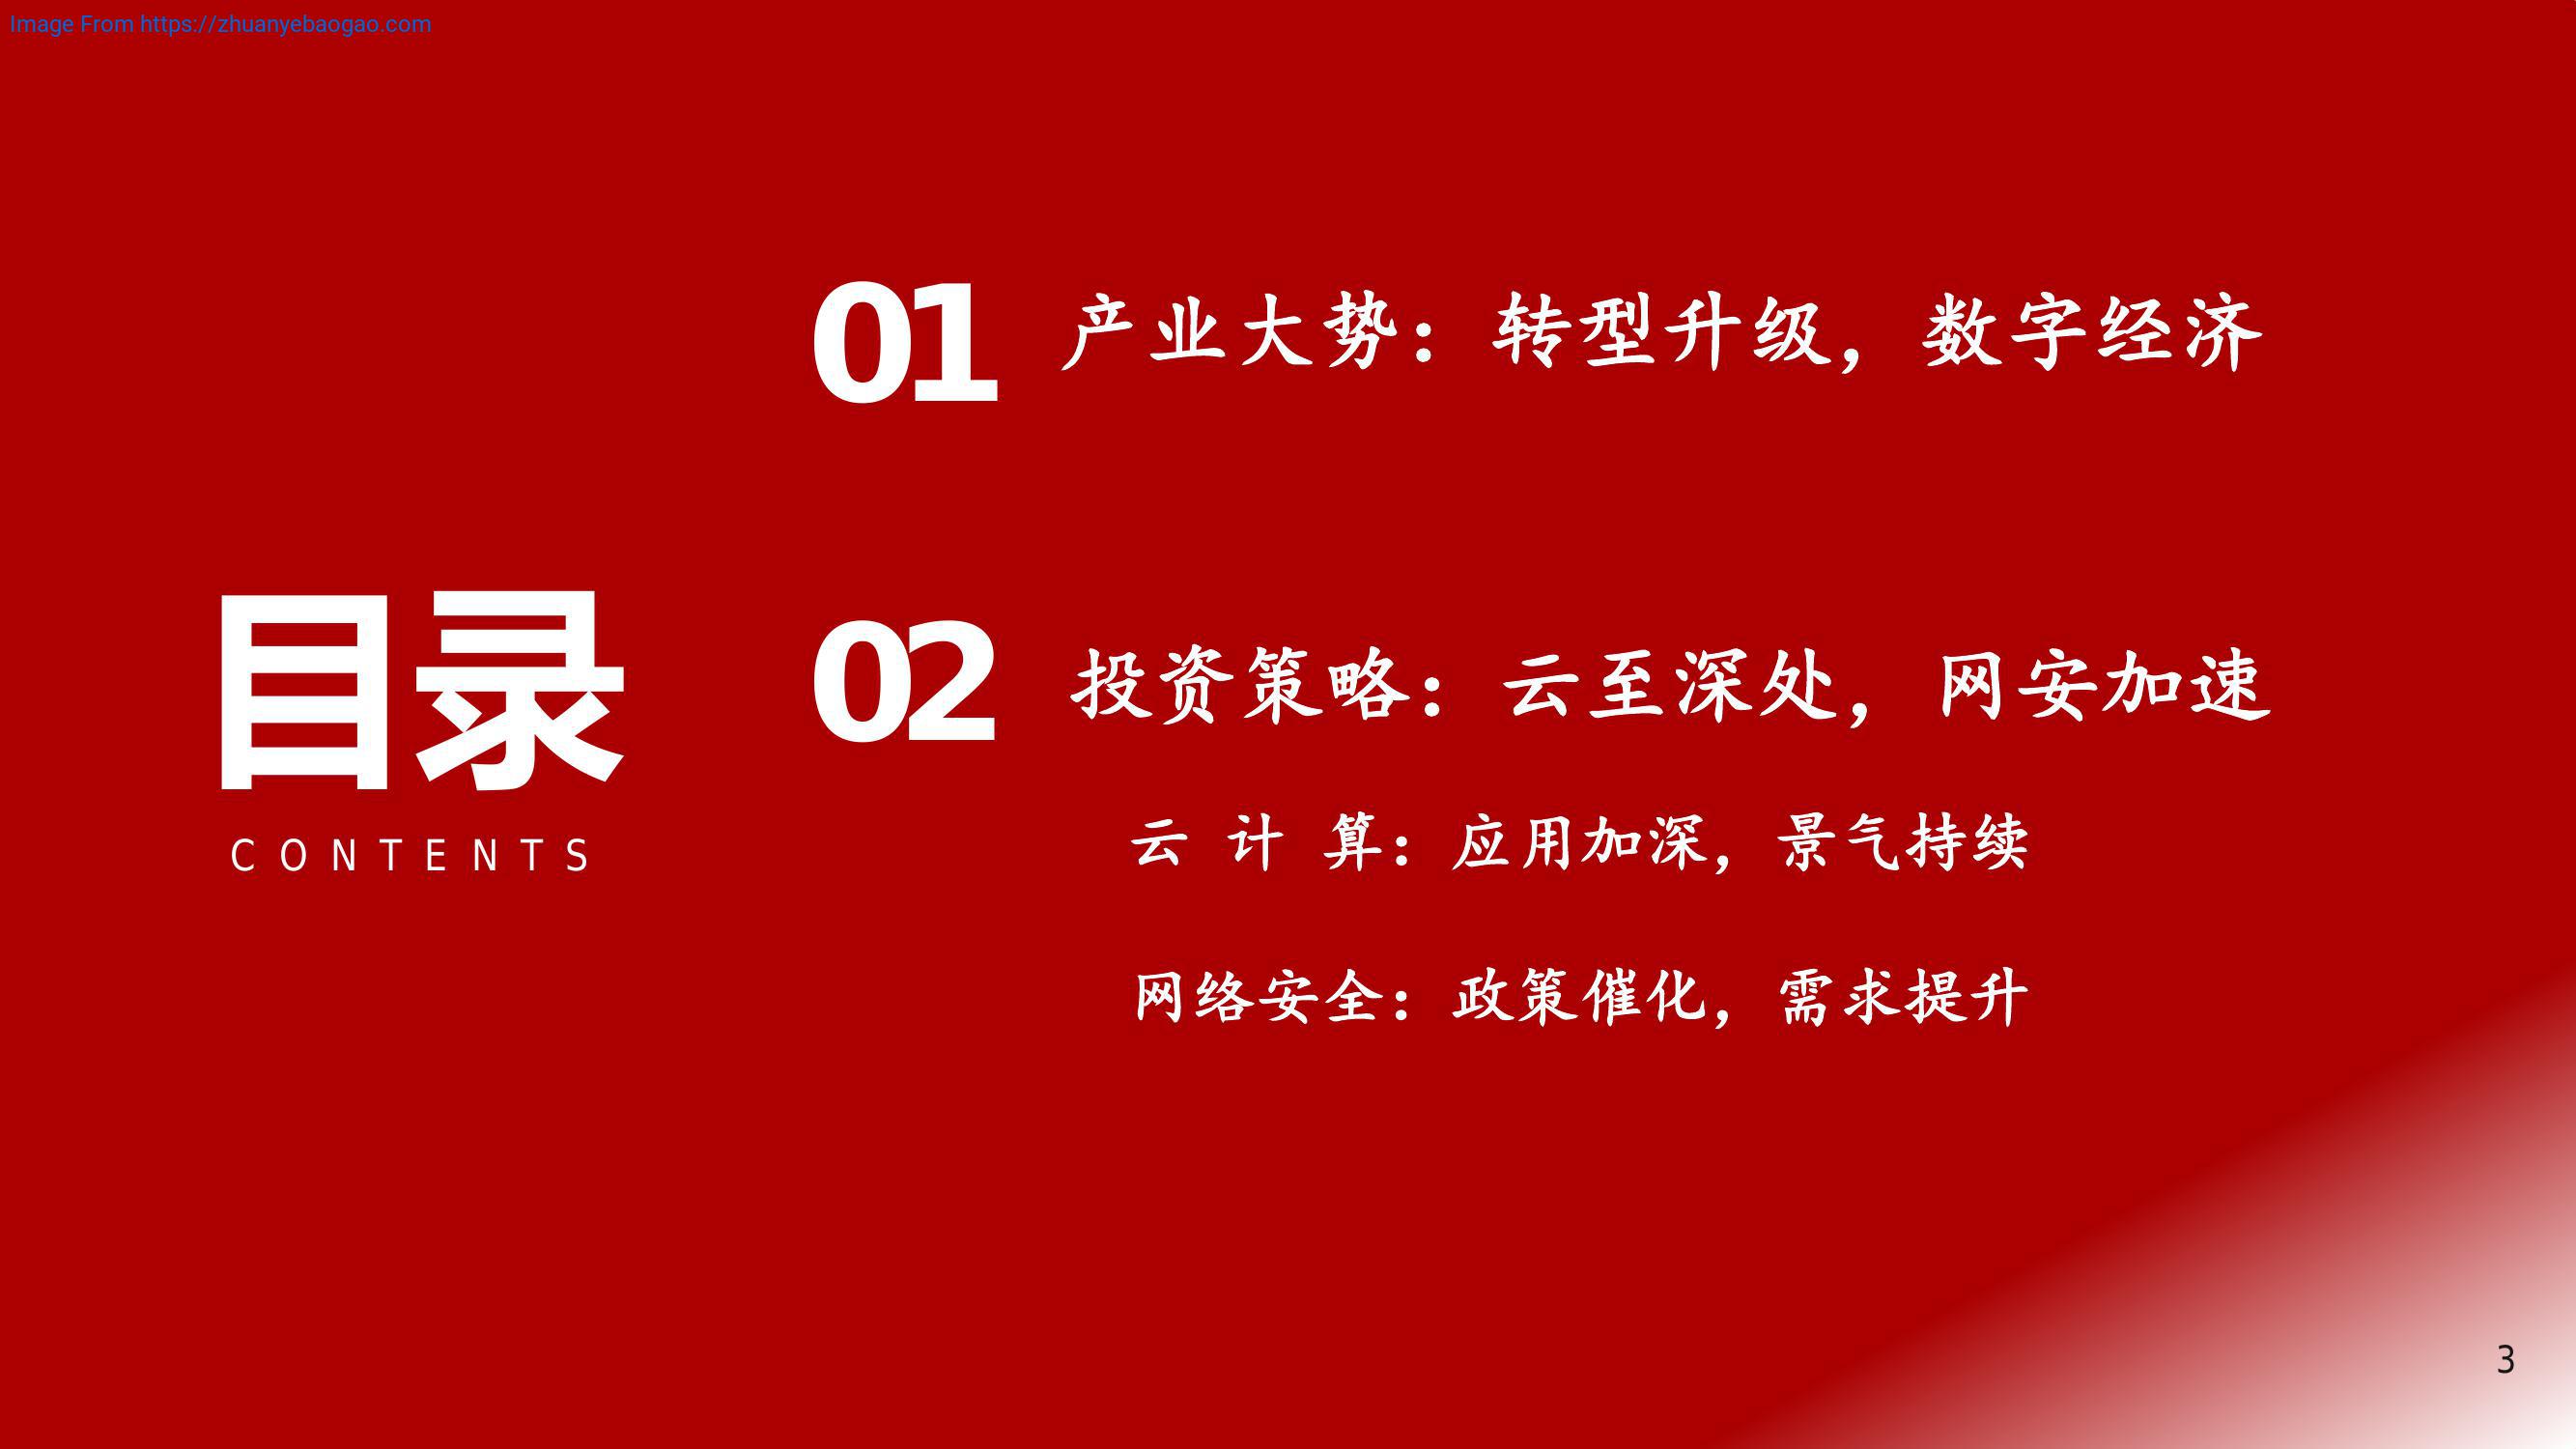 Image From https://zhuanyebaogao.com
目录
CONTENTS
01 产业大势：转型升级，数字经济
02 投资策略：云至深处，网安加速
云 计 算：应用加深，景气持续
网络安全：政策催化，需求提升
3